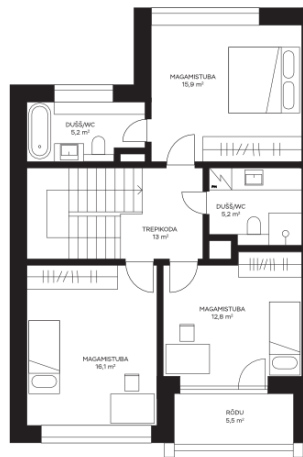 MAGAMISTUBA
15,9 m²
DUŠŠ/WC
5,2 m²
DUŠŠ/WC
5,2 m²
TREPIKODA
13 m²
MAGAMISTUBA
12,8 m²
MAGAMISTUBA
16,1 m²
RÕDU
5,5 m²